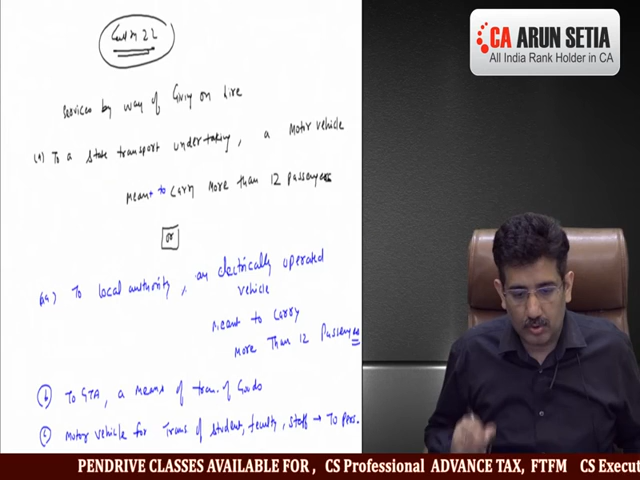 22
CA ARUN SETIA
All India Rank Holder in CA
Services by way of Giving on hire
(a) To a state transport undertaking, a Motor vehicle
meant to Carry More than 12 Passengers
or
(aa) To local authority, an electrically operated
vehicle
Meant to Carry
More Than 12 Passengers
(b) To GTA, a means of tran. of Goods
(c) Motor vehicle for Trans of student, faculty, staff → To Pers.
PENDRIVE CLASSES AVAILABLE FOR , CS Professional ADVANCE TAX, FTFM CS Execut